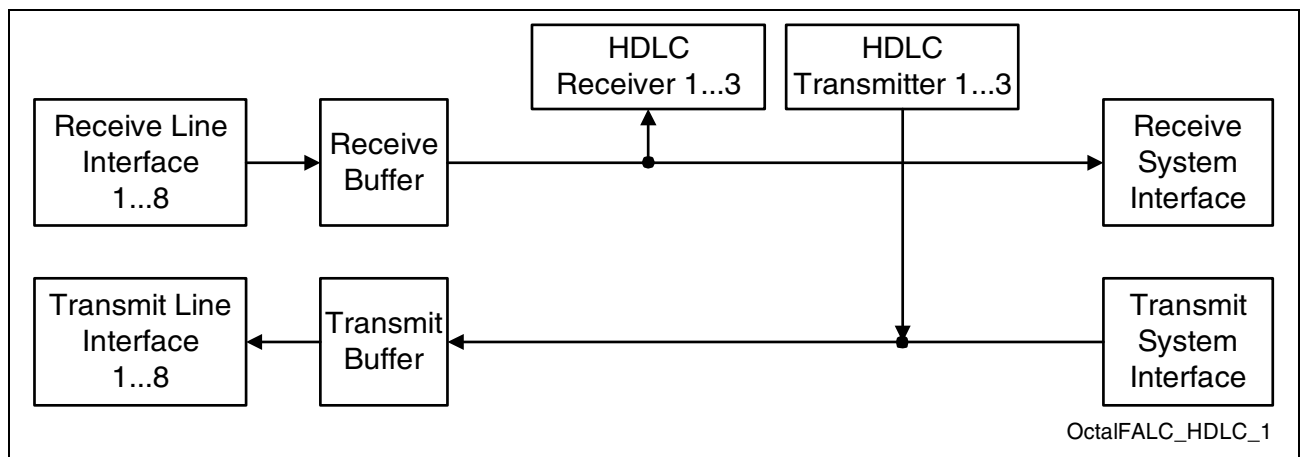 HDLC
Receiver 1...3
HDLC
Transmitter 1...3
Receive Line
Interface
1...8
Receive
Buffer
Receive
System
Interface
Transmit Line
Interface
1...8
Transmit
Buffer
Transmit
System
Interface
OctalFALC_HDLC_1